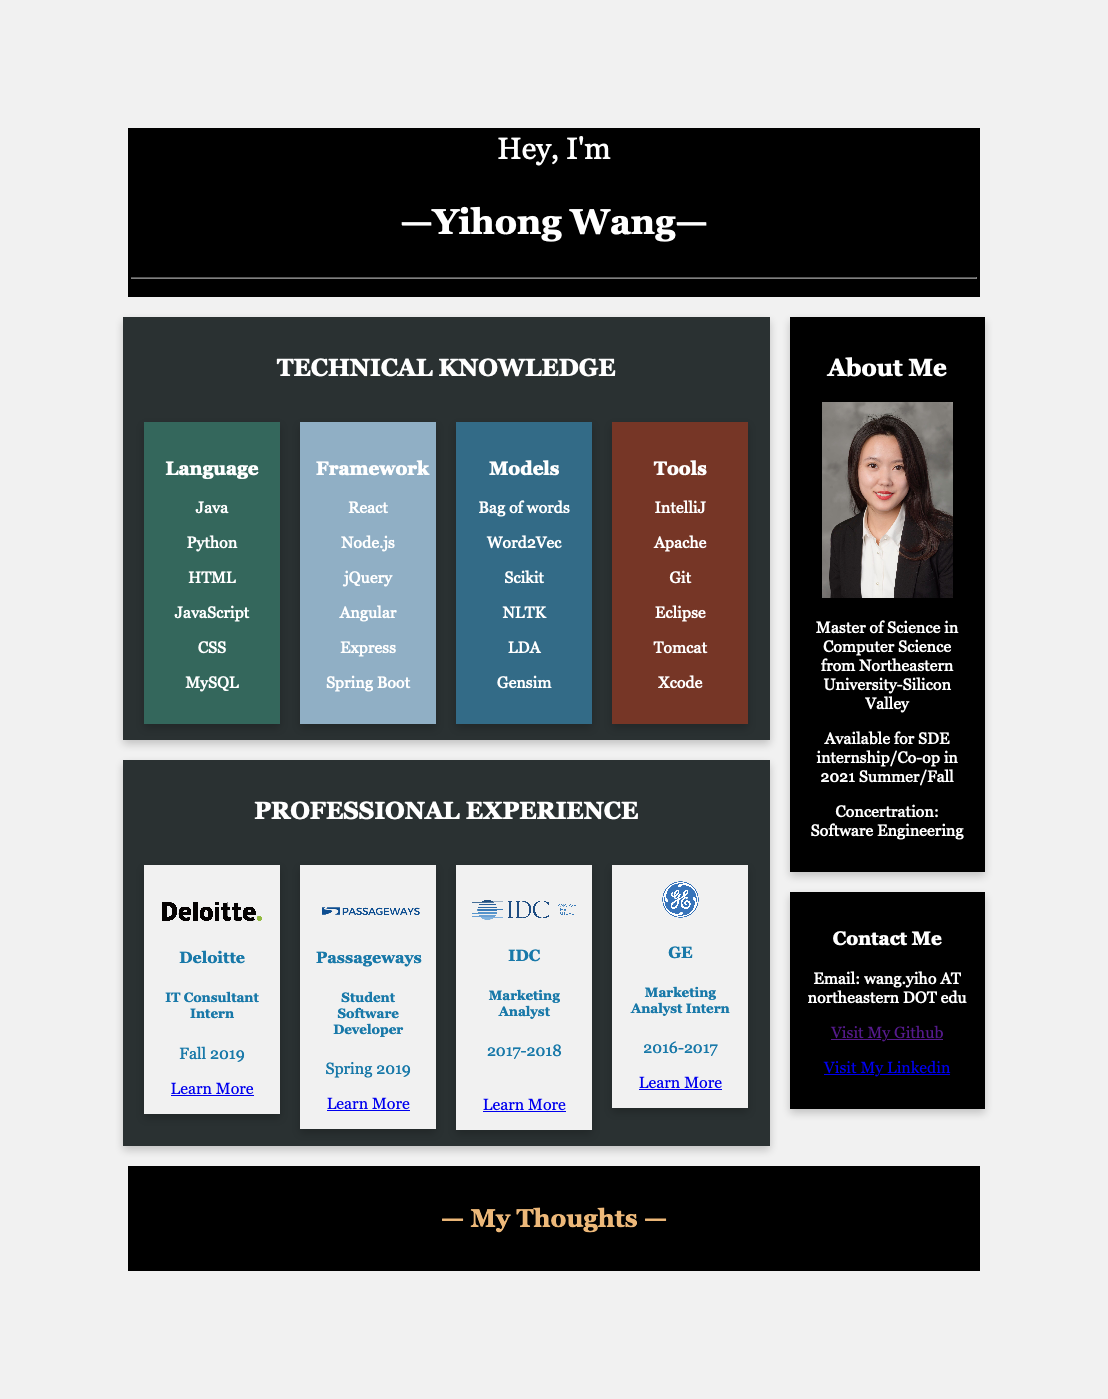 Hey, I'm
—Yihong Wang—
TECHNICAL KNOWLEDGE
Language
Java
Python
HTML
JavaScript
CSS
MySQL
Framework
React
Node.js
jQuery
Angular
Express
Spring Boot
Models
Bag of words
Word2Vec
Scikit
NLTK
LDA
Gensim
Tools
IntelliJ
Apache
Git
Eclipse
Tomcat
Xcode
PROFESSIONAL EXPERIENCE
Deloitte.
Deloitte
IT Consultant
Intern
Fall 2019
Learn More
PASSAGEWAYS
Passageways
Student
Software
Developer
Spring 2019
Learn More
IDC
IDC
Marketing
Analyst
2017-2018
Learn More
GE
GE
Marketing
Analyst Intern
2016-2017
Learn More
About Me
Master of Science in
Computer Science
from Northeastern
University-Silicon
Valley
Available for SDE
internship/Co-op in
2021 Summer/Fall
Concertration:
Software Engineering
Contact Me
Email: wang.yiho AT
northeastern DOT edu
Visit My Github
Visit My Linkedin
— My Thoughts —